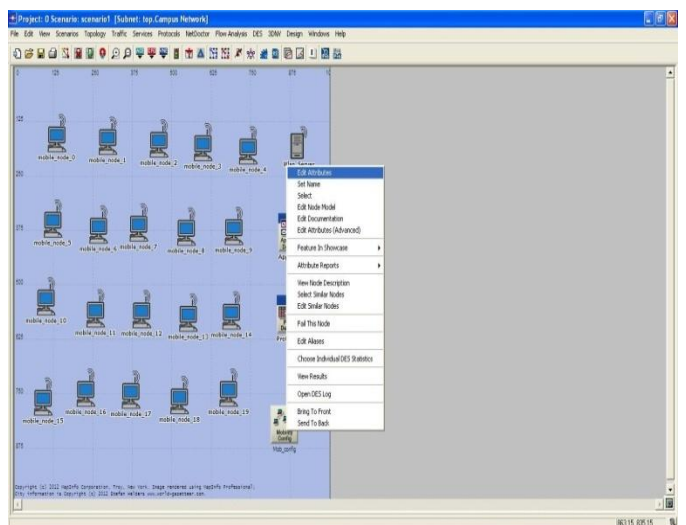 Project: 0 Scenario: scenario1 [Subnet: top.Campus Network]
File Edit View Scenarios Topology Traffic Services Protocols NetDoctor Flow Analysis DES 3DNV Design Windows Help
mobile_node_0
mobile_node_1
mobile_node_2
mobile_node_3
mobile_node_4
Wlan_Server
mobile_node_5
mobile_node_6
mobile_node_7
mobile_node_8
mobile_node_9
mobile_node_10
mobile_node_11
mobile_node_12
mobile_node_13
mobile_node_14
mobile_node_15
mobile_node_16
mobile_node_17
mobile_node_18
mobile_node_19
Mobility
Config
Mob_config
Edit Attributes
Set Name
Select
Edit Node Model
Edit Documentation
Edit Attributes (Advanced)
Feature In Showcase
Attribute Reports
View Node Description
Select Similar Nodes
Edit Similar Nodes
Fail This Node
Edit Aliases
Choose Individual DES Statistics
View Results
Open DES Log
Bring To Front
Send To Back